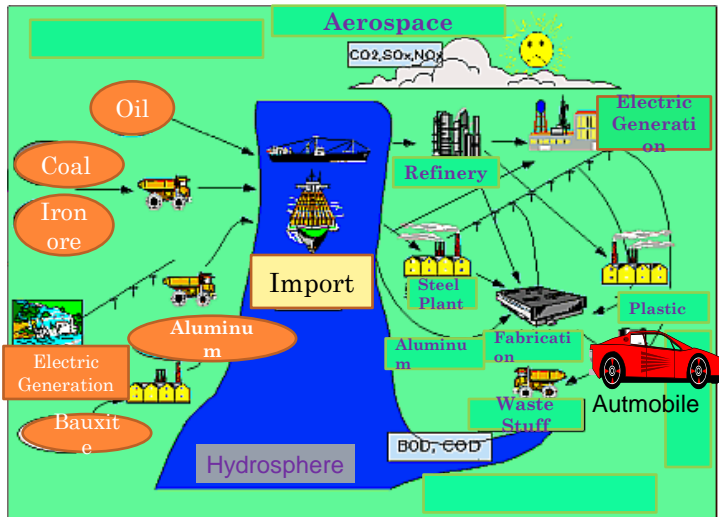 Aerospace
CO2,SOx,NOx
Oil
Electric
Generati
on
Coal
Refinery
Iron
ore
Import
Steel
Plant
Plastic
Aluminu
m
Electric
Generation
Aluminu
m
Fabricati
on
Autmobile
Bauxit
e
Waste
Stuff
BOD, COD
Hydrosphere